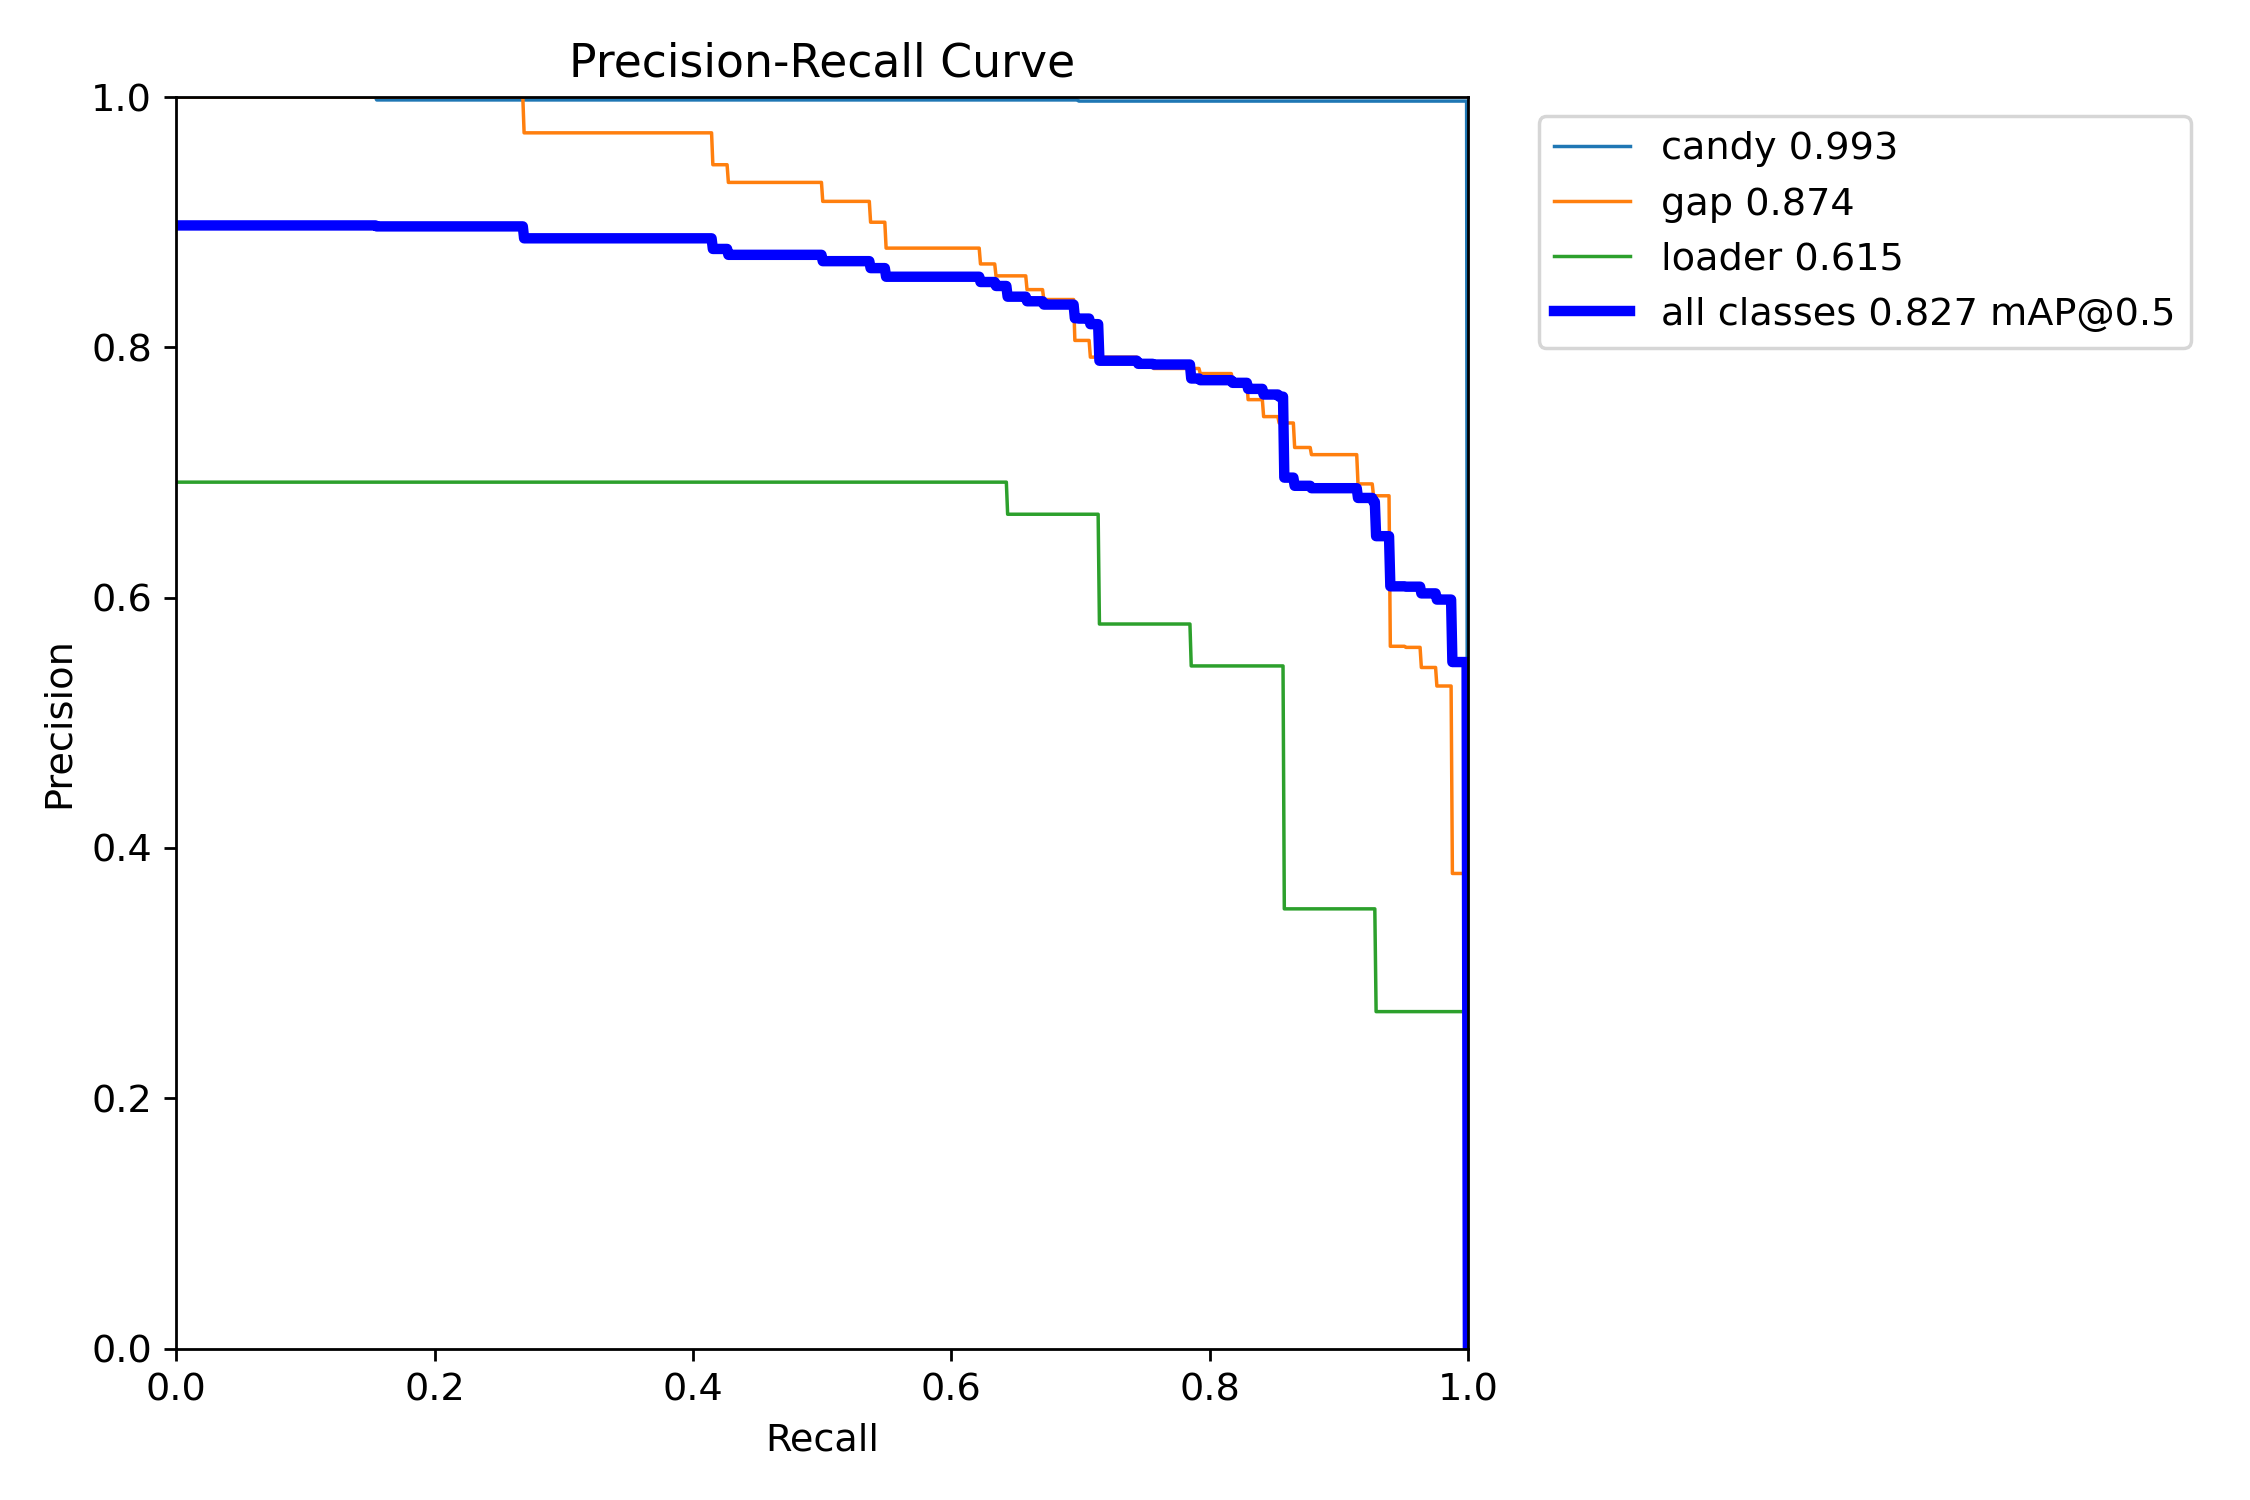 Precision-Recall Curve
1.0
0.8
0.6
0.4
0.2
0.0
Precision
0.0 0.2 0.4 0.6 0.8 1.0
Recall
candy 0.993
gap 0.874
loader 0.615
all classes 0.827 mAP@0.5